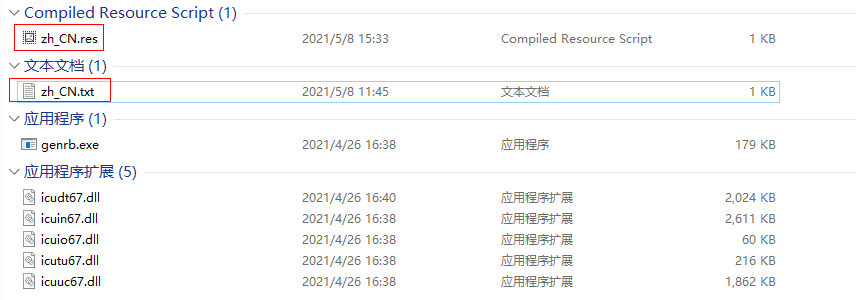 Compiled Resource Script (1)
zh_CN.res 2021/5/8 15:33 Compiled Resource Script 1 KB
文本文档 (1)
zh_CN.txt 2021/5/8 11:45 文本文档 1 KB
应用程序 (1)
genrb.exe 2021/4/26 16:38 应用程序 179 KB
应用程序扩展 (5)
icudt67.dll 2021/4/26 16:40 应用程序扩展 2,024 KB
icuin67.dll 2021/4/26 16:38 应用程序扩展 2,611 KB
icuio67.dll 2021/4/26 16:38 应用程序扩展 60 KB
icutu67.dll 2021/4/26 16:38 应用程序扩展 216 KB
icuuc67.dll 2021/4/26 16:38 应用程序扩展 1,862 KB